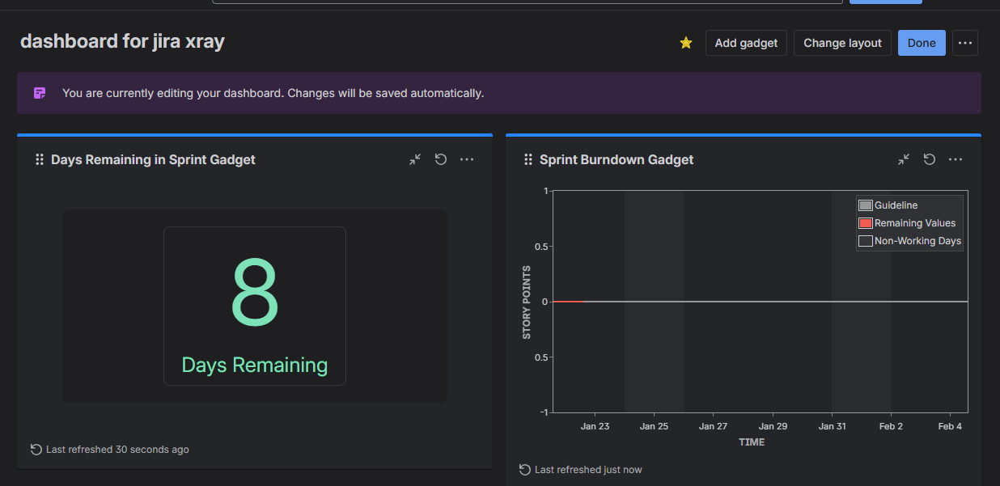 dashboard for jira xray
Add gadget
Change layout
Done
You are currently editing your dashboard. Changes will be saved automatically.
Days Remaining in Sprint Gadget
8
Days Remaining
Last refreshed 30 seconds ago
Sprint Burndown Gadget
Guideline
Remaining Values
Non-Working Days
STORY POINTS
1
0.5
0
0.5
-1
Jan 23 Jan 25 Jan 27 Jan 29 Jan 31 Feb 2 Feb 4
TIME
Last refreshed just now